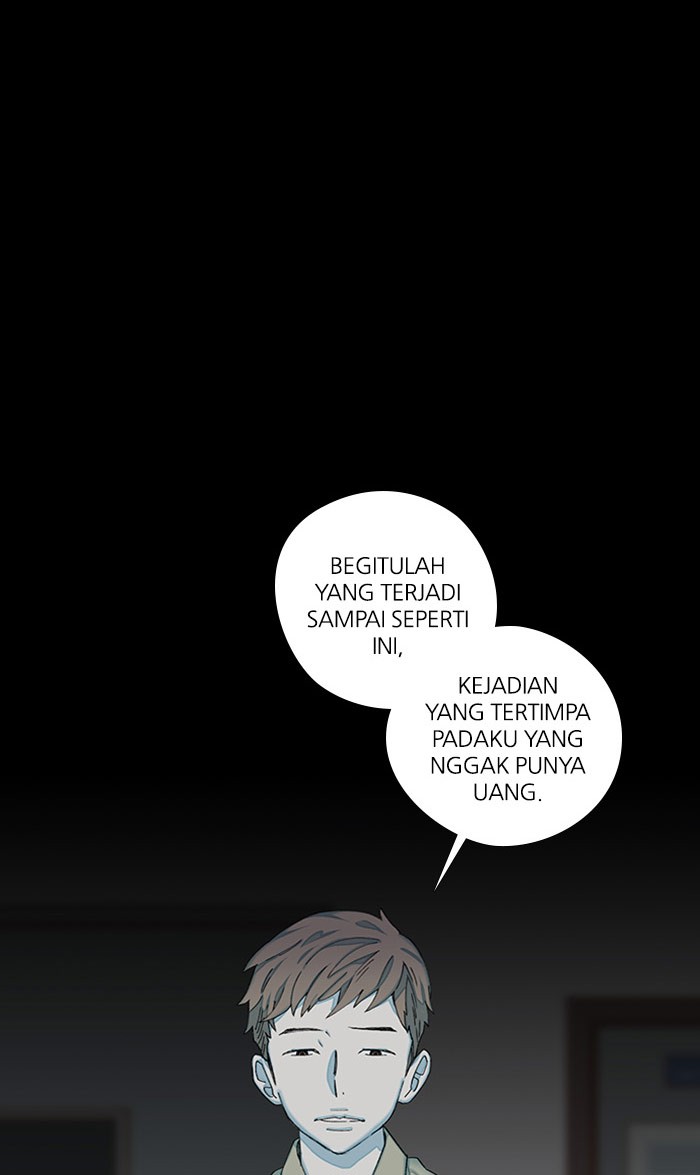 BEGITULAH
YANG TERJADI
SAMPAI SEPERTI
INI,
KEJADIAN
YANG TERTIMPA
PADAKU YANG
NGGAK PUNYA
UANG.